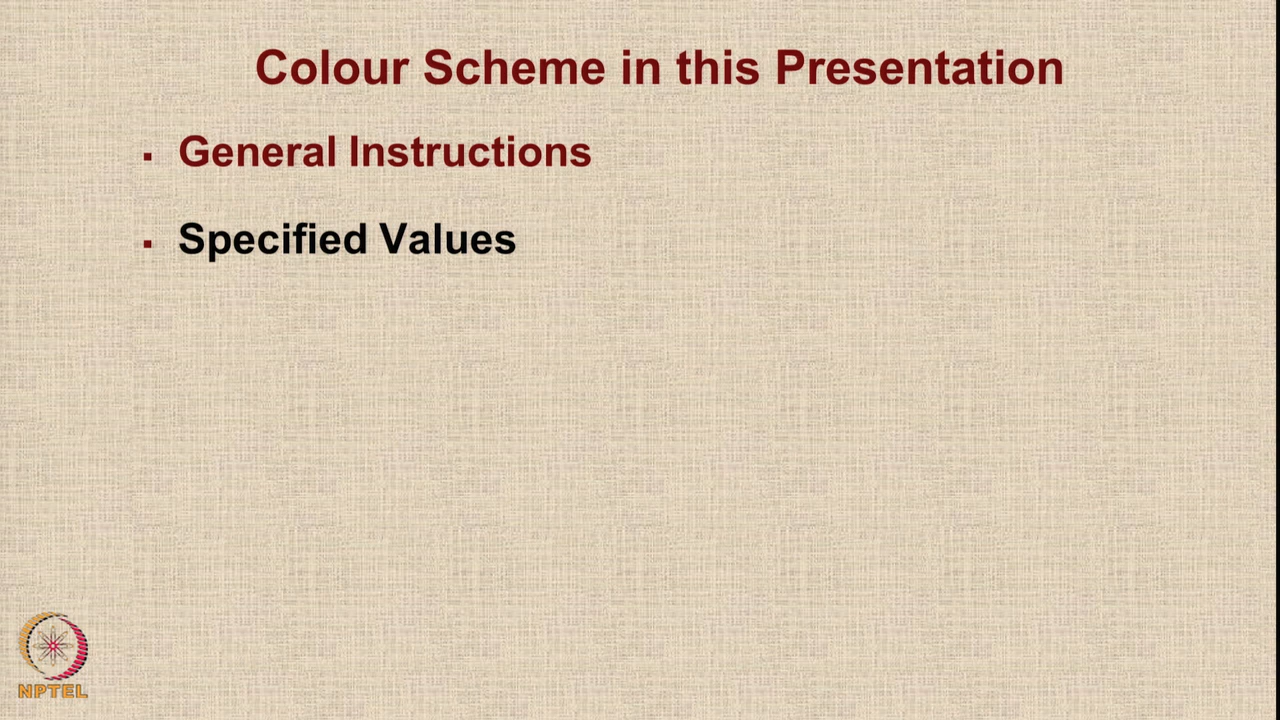 Colour Scheme in this Presentation
▪ General Instructions
▪ Specified Values
NPTEL